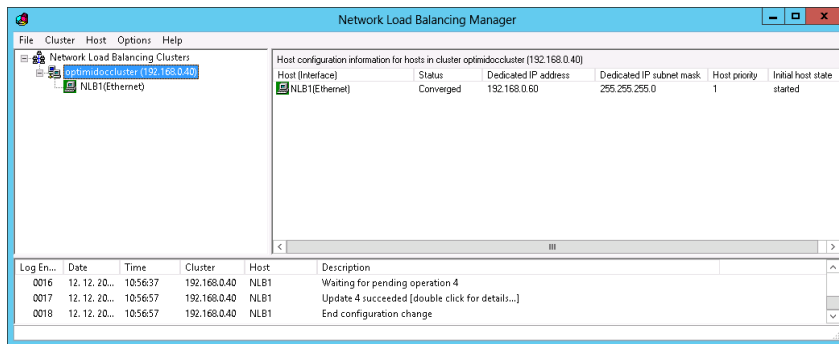 Network Load Balancing Manager
File Cluster Host Options Help
Network Load Balancing Clusters
optimidoccluster (192.168.0.40)
NLB1(Ethernet)
Host configuration information for hosts in cluster optimidoccluster (192.168.0.40)
Host (Interface) Status Dedicated IP address Dedicated IP subnet mask Host priority Initial host state
NLB1(Ethernet) Converged 192.168.0.60 255.255.255.0 1 started
Log En... Date Time Cluster Host Description
0016 12. 12. 20... 10:56:37 192.168.0.40 NLB1 Waiting for pending operation 4
0017 12. 12. 20... 10:56:57 192.168.0.40 NLB1 Update 4 succeeded [double click for details...]
0018 12. 12. 20... 10:56:57 192.168.0.40 NLB1 End configuration change